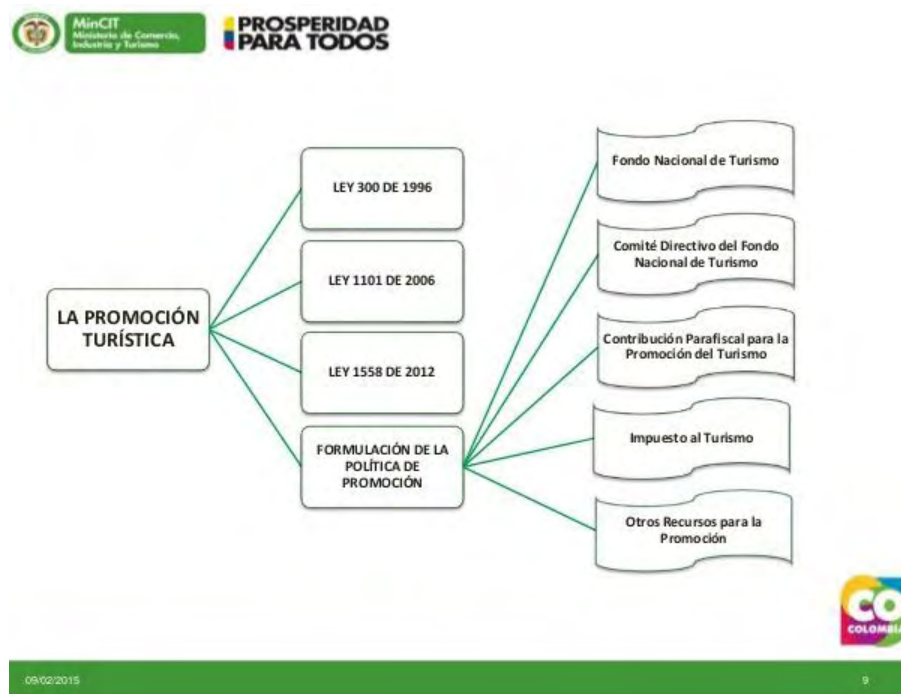 MinCIT
Ministerio de Comercio,
Industria y Turismo
PROSPERIDAD
PARA TODOS
LA PROMOCIÓN
TURÍSTICA
LEY 300 DE 1996
LEY 1101 DE 2006
LEY 1558 DE 2012
FORMULACIÓN DE LA
POLÍTICA DE
PROMOCIÓN
Fondo Nacional de Turismo
Comité Directivo del Fondo
Nacional de Turismo
Contribución Parafiscal para la
Promoción del Turismo
Impuesto al Turismo
Otros Recursos para la
Promoción
CO
COLOMBIA
09/02/2015
9